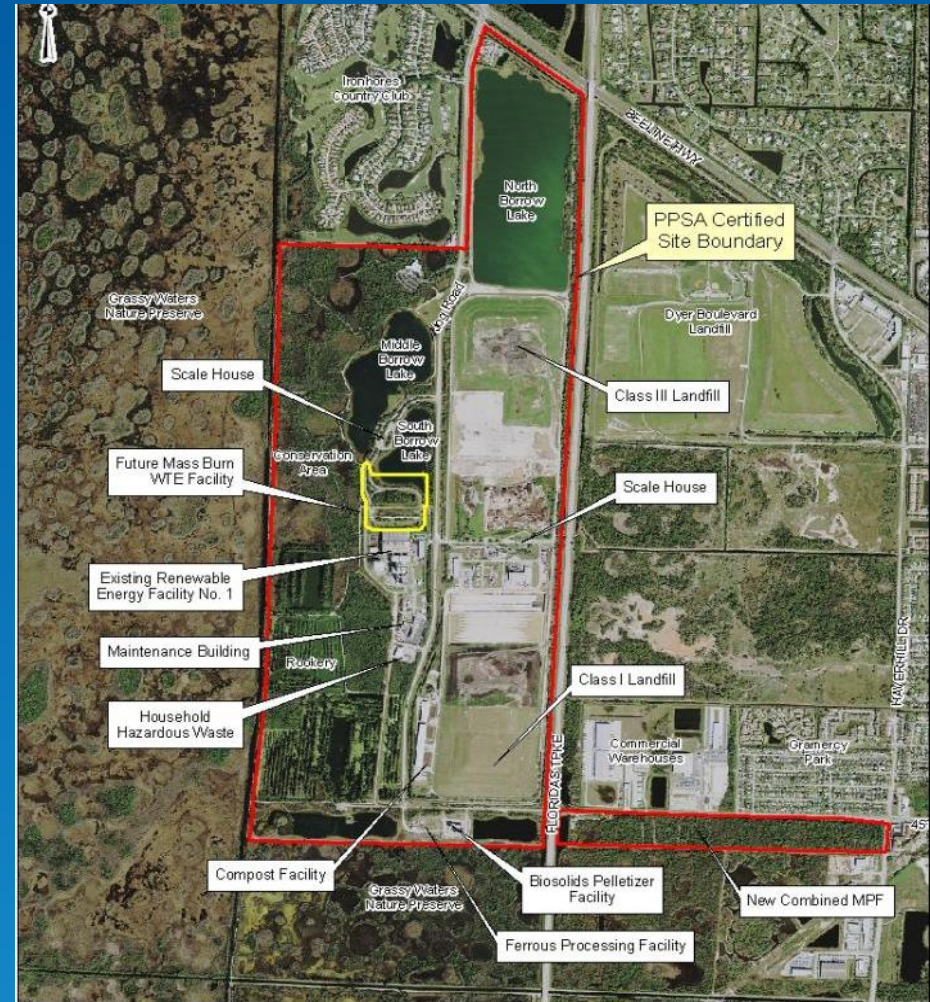 Ironhores
Country Club
BEELINE HWY
North
Borrow
Lake
PPSA Certified
Site Boundary
Grassy Waters
Nature Preserve
Jog Road
Dyer Boulevard
Landfill
Middle
Borrow
Lake
Scale House
Class III Landfill
South
Borrow
Lake
Conservation
Area
Future Mass Burn
WTE Facility
Scale House
Existing Renewable
Energy Facility No. 1
HAVERHILL DR
Maintenance Building
Rookery
Class I Landfill
Household
Hazardous Waste
Commercial
Warehouses
Gramercy
Park
FLORIDAS TPKE
45T
Compost Facility
Grassy Waters
Nature Preserve
Biosolids Pelletizer
Facility
New Combined MPF
Ferrous Processing Facility